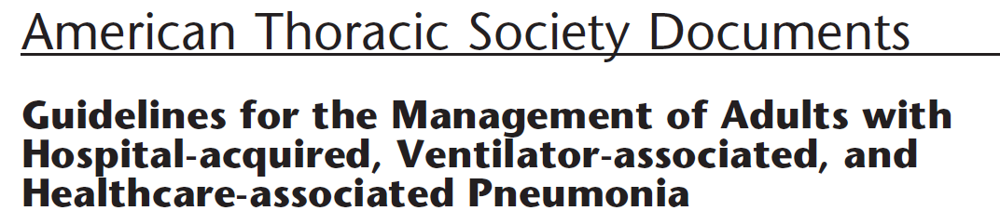 American Thoracic Society Documents
Guidelines for the Management of Adults with
Hospital-acquired, Ventilator-associated, and
Healthcare-associated Pneumonia